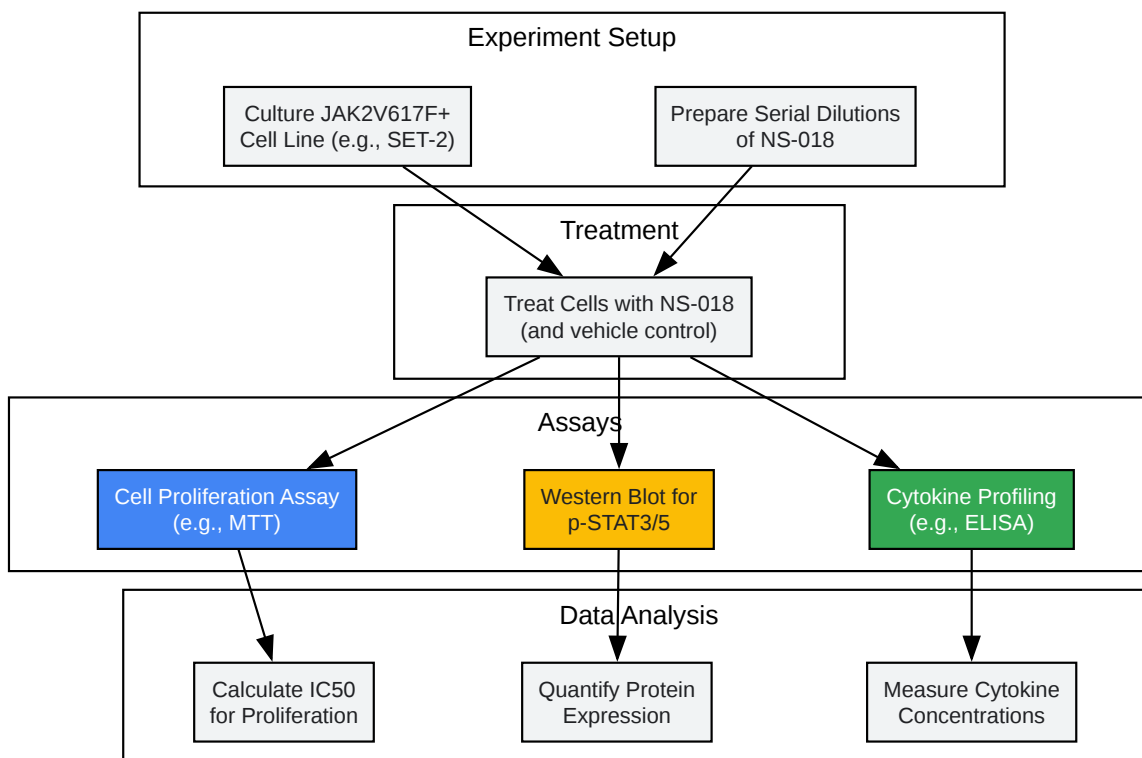 Experiment Setup
Culture JAK2V617F+
Cell Line (e.g., SET-2)
Prepare Serial Dilutions
of NS-018
Treatment
Treat Cells with NS-018
(and vehicle control)
Assays
Cell Proliferation Assay
(e.g., MTT)
Western Blot for
p-STAT3/5
Cytokine Profiling
(e.g., ELISA)
Data Analysis
Calculate IC50
for Proliferation
Quantify Protein
Expression
Measure Cytokine
Concentrations